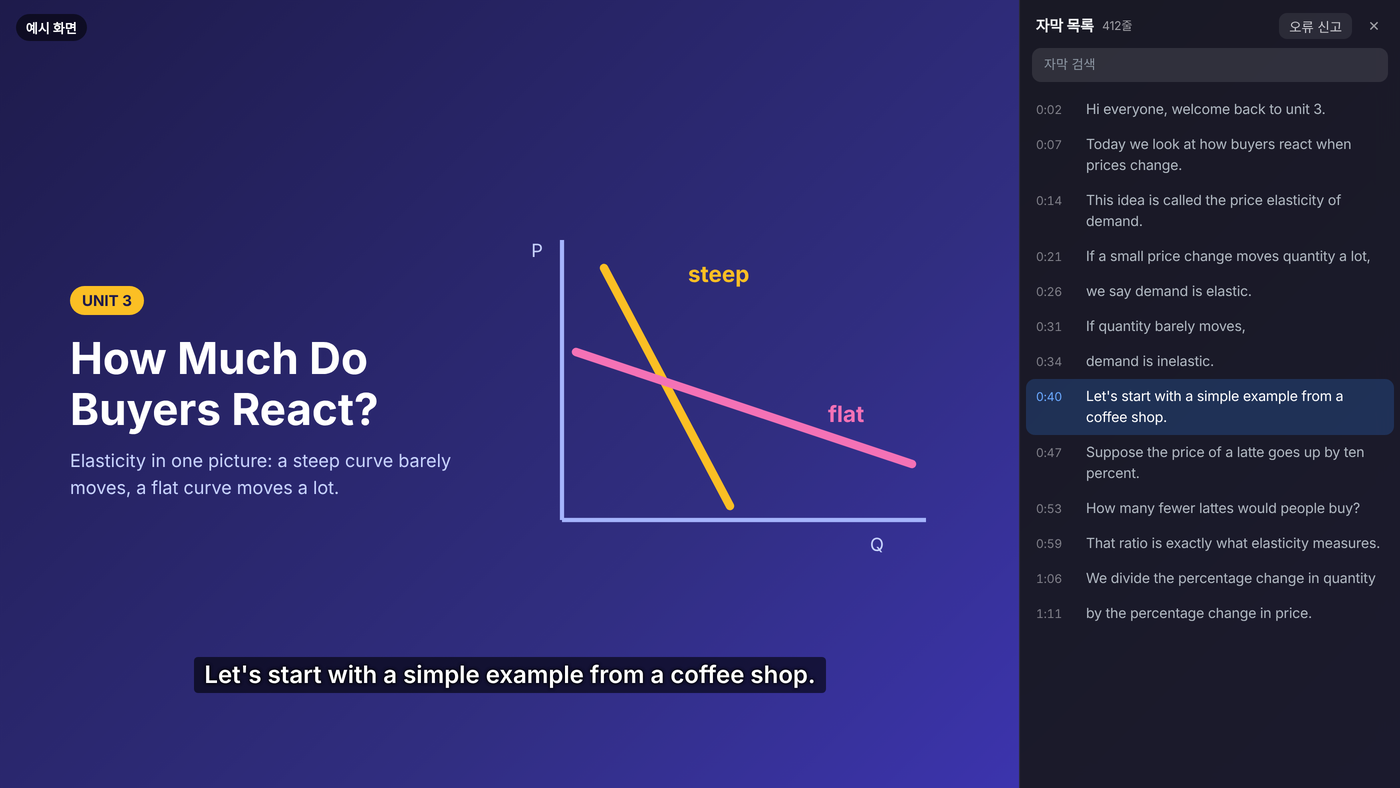 예시 화면
UNIT 3
How Much Do
Buyers React?
Elasticity in one picture: a steep curve barely
moves, a flat curve moves a lot.
P
steep
flat
Q
Let's start with a simple example from a coffee shop.
자막 목록 412줄
오류 신고 ×
자막 검색
0:02 Hi everyone, welcome back to unit 3.
0:07 Today we look at how buyers react when
prices change.
0:14 This idea is called the price elasticity of
demand.
0:21 If a small price change moves quantity a lot,
0:26 we say demand is elastic.
0:31 If quantity barely moves,
0:34 demand is inelastic.
0:40 Let's start with a simple example from a
coffee shop.
0:47 Suppose the price of a latte goes up by ten
percent.
0:53 How many fewer lattes would people buy?
0:59 That ratio is exactly what elasticity measures.
1:06 We divide the percentage change in quantity
1:11 by the percentage change in price.